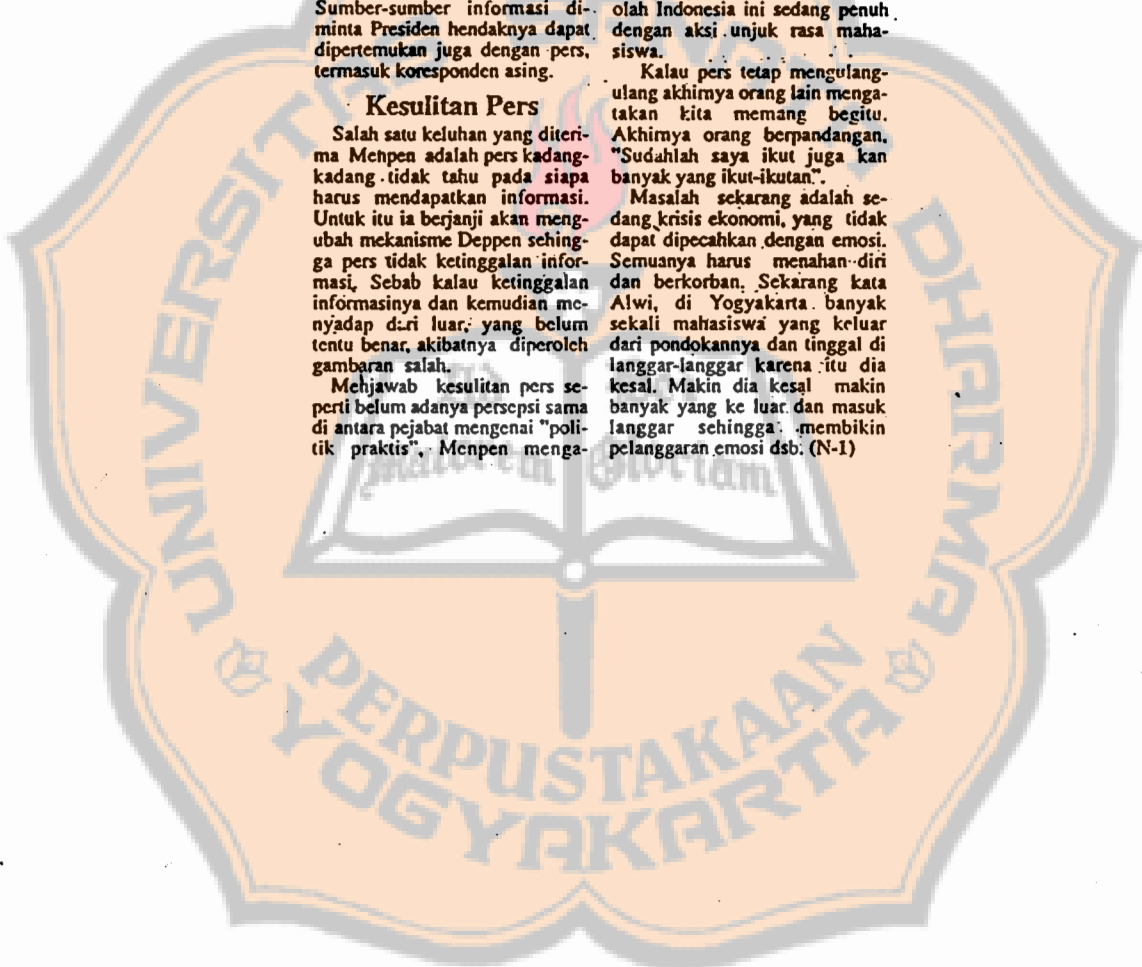 Sumber-sumber informasi di-
minta Presiden hendaknya dapat
dipertemukan juga dengan pers,
termasuk koresponden asing.
Kesulitan Pers
Salah satu keluhan yang diteri-
ma Menpen adalah pers kadang-
kadang tidak tahu pada siapa
harus mendapatkan informasi.
Untuk itu ia berjanji akan meng-
ubah mekanisme Deppen sehing-
ga pers tidak ketinggalan infor-
masi. Sebab kalau ketinggalan
informasinya dan kemudian me-
nyadap dari luar, yang belum
tentu benar, akibatnya diperoleh
gambaran salah.
Mehjawab kesulitan pers se-
perti belum adanya persepsi sama
di antara pejabat mengenai "poli-
tik praktis", Menpen menga-
olah Indonesia ini sedang penuh
dengan aksi unjuk rasa maha-
siswa.
Kalau pers tetap mengulang-
ulang akhirnya orang lain menga-
takan kita memang begitu.
Akhirnya orang berpandangan,
"Sudahlah saya ikut juga kan
banyak yang ikut-ikutan".
Masalah sekarang adalah se-
dang krisis ekonomi, yang tidak
dapat dipecahkan dengan emosi.
Semuanya harus menahan diri
dan berkorban. Sekarang kata
Alwi, di Yogyakarta banyak
sekali mahasiswa yang keluar
dari pondokannya dan tinggal di
langgar-langgar karena itu dia
kesal. Makin dia kesal makin
banyak yang ke luar dan masuk
langgar sehingga membikin
pelanggaran emosi dsb. (N-1)
UNIVERSITAS SANATA DHARMA
Ad Dei
Maiorem Gloriam
PERPUSTAKAAN
YOGYAKARTA